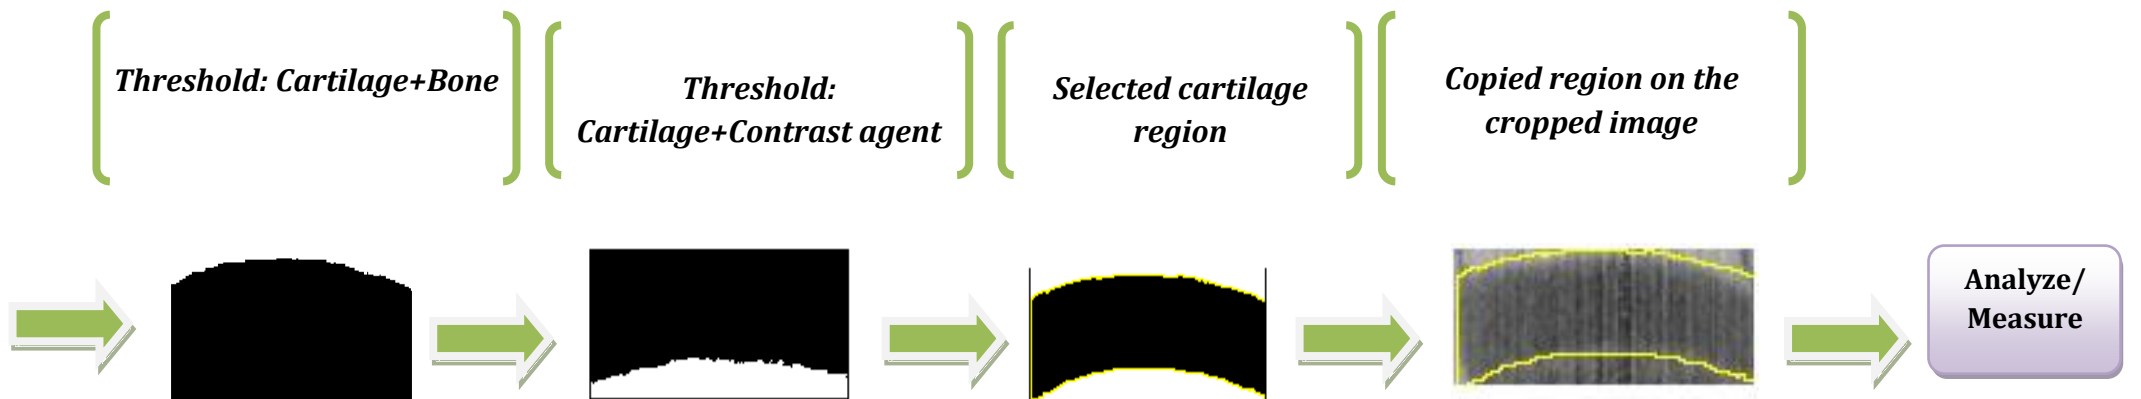 Threshold: Cartilage+Bone
Threshold:
Cartilage+Contrast agent
Selected cartilage
region
Copied region on the
cropped image
Analyze/
Measure